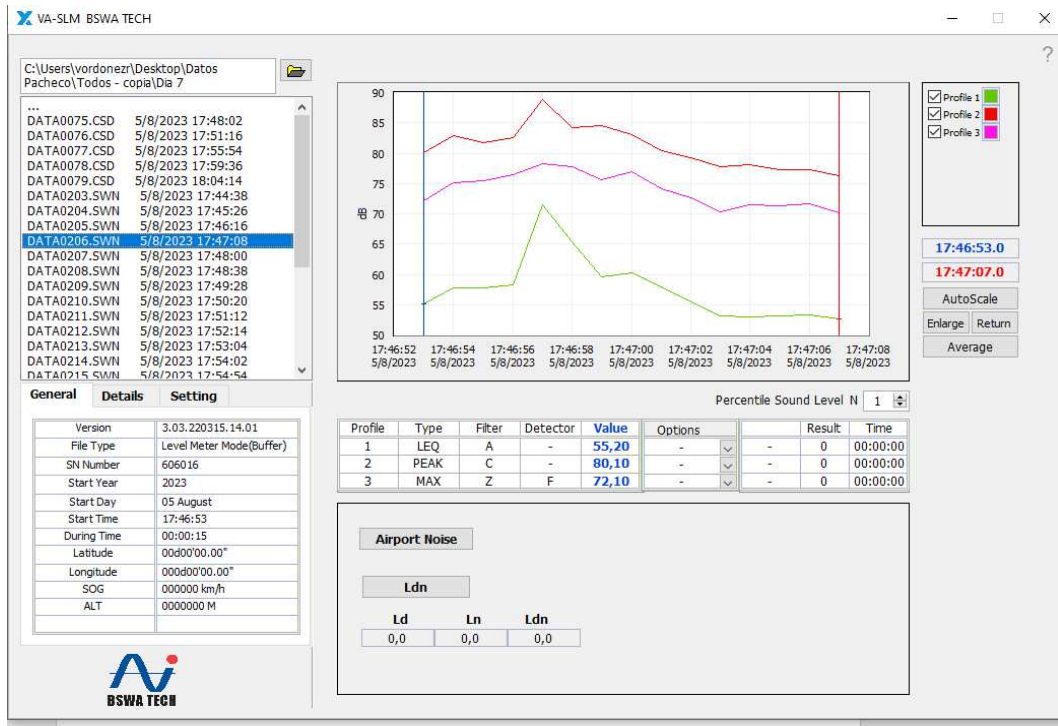 VA-SLM BSWA TECH
?
C:\Users\vordonezr\Desktop\Datos
Pacheco\Todos - copia\Dia 7
...
DATA0075.CSD 5/8/2023 17:48:02
DATA0076.CSD 5/8/2023 17:51:16
DATA0077.CSD 5/8/2023 17:55:54
DATA0078.CSD 5/8/2023 17:59:36
DATA0079.CSD 5/8/2023 18:04:14
DATA0203.SWN 5/8/2023 17:44:38
DATA0204.SWN 5/8/2023 17:45:26
DATA0205.SWN 5/8/2023 17:46:16
DATA0206.SWN 5/8/2023 17:47:08
DATA0207.SWN 5/8/2023 17:48:00
DATA0208.SWN 5/8/2023 17:48:38
DATA0209.SWN 5/8/2023 17:49:28
DATA0210.SWN 5/8/2023 17:50:20
DATA0211.SWN 5/8/2023 17:51:12
DATA0212.SWN 5/8/2023 17:52:14
DATA0213.SWN 5/8/2023 17:53:04
DATA0214.SWN 5/8/2023 17:54:02
DATA0215.SWN 5/8/2023 17:54:54
General Details Setting
Version 3.03.220315.14.01
File Type Level Meter Mode(Buffer)
SN Number 606016
Start Year 2023
Start Day 05 August
Start Time 17:46:53
During Time 00:00:15
Latitude 00d00'00.00"
Longitude 000d00'00.00"
SOG 000000 km/h
ALT 0000000 M
BSWA TECH
90
85
80
75
70
65
60
55
50
dB
17:46:52 17:46:54 17:46:56 17:46:58 17:47:00 17:47:02 17:47:04 17:47:06 17:47:08
5/8/2023 5/8/2023 5/8/2023 5/8/2023 5/8/2023 5/8/2023 5/8/2023 5/8/2023 5/8/2023
Profile 1
Profile 2
Profile 3
17:46:53.0
17:47:07.0
AutoScale
Enlarge Return
Average
Percentile Sound Level N 1
Profile Type Filter Detector Value Options Result Time
1 LEQ A - 55,20 - - 0 00:00:00
2 PEAK C - 80,10 - - 0 00:00:00
3 MAX Z F 72,10 - - 0 00:00:00
Airport Noise
Ldn
Ld Ln Ldn
0,0 0,0 0,0